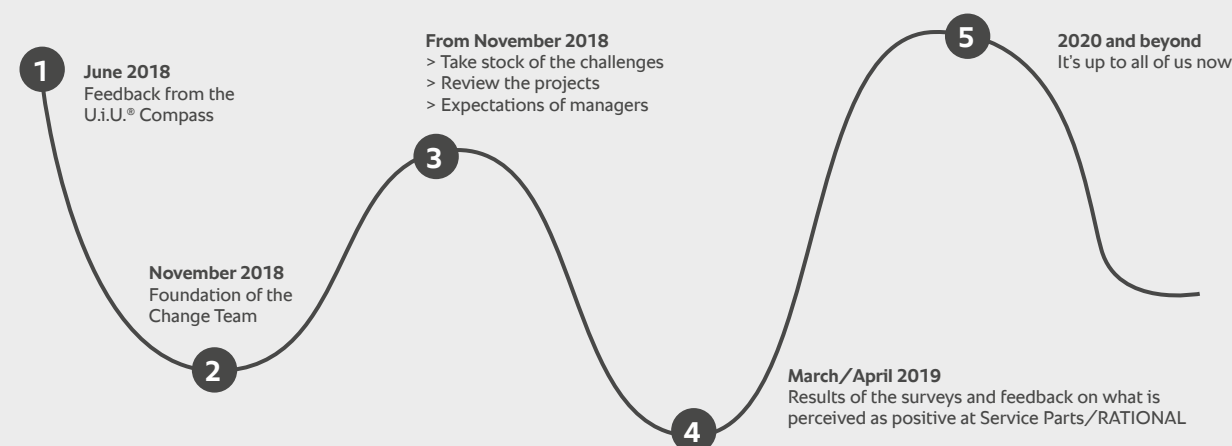 1
June 2018
Feedback from the
U.i.U.® Compass
November 2018
Foundation of the
Change Team
2
From November 2018
> Take stock of the challenges
> Review the projects
> Expectations of managers
3
March/April 2019
Results of the surveys and feedback on what is
perceived as positive at Service Parts/RATIONAL
4
5
2020 and beyond
It's up to all of us now